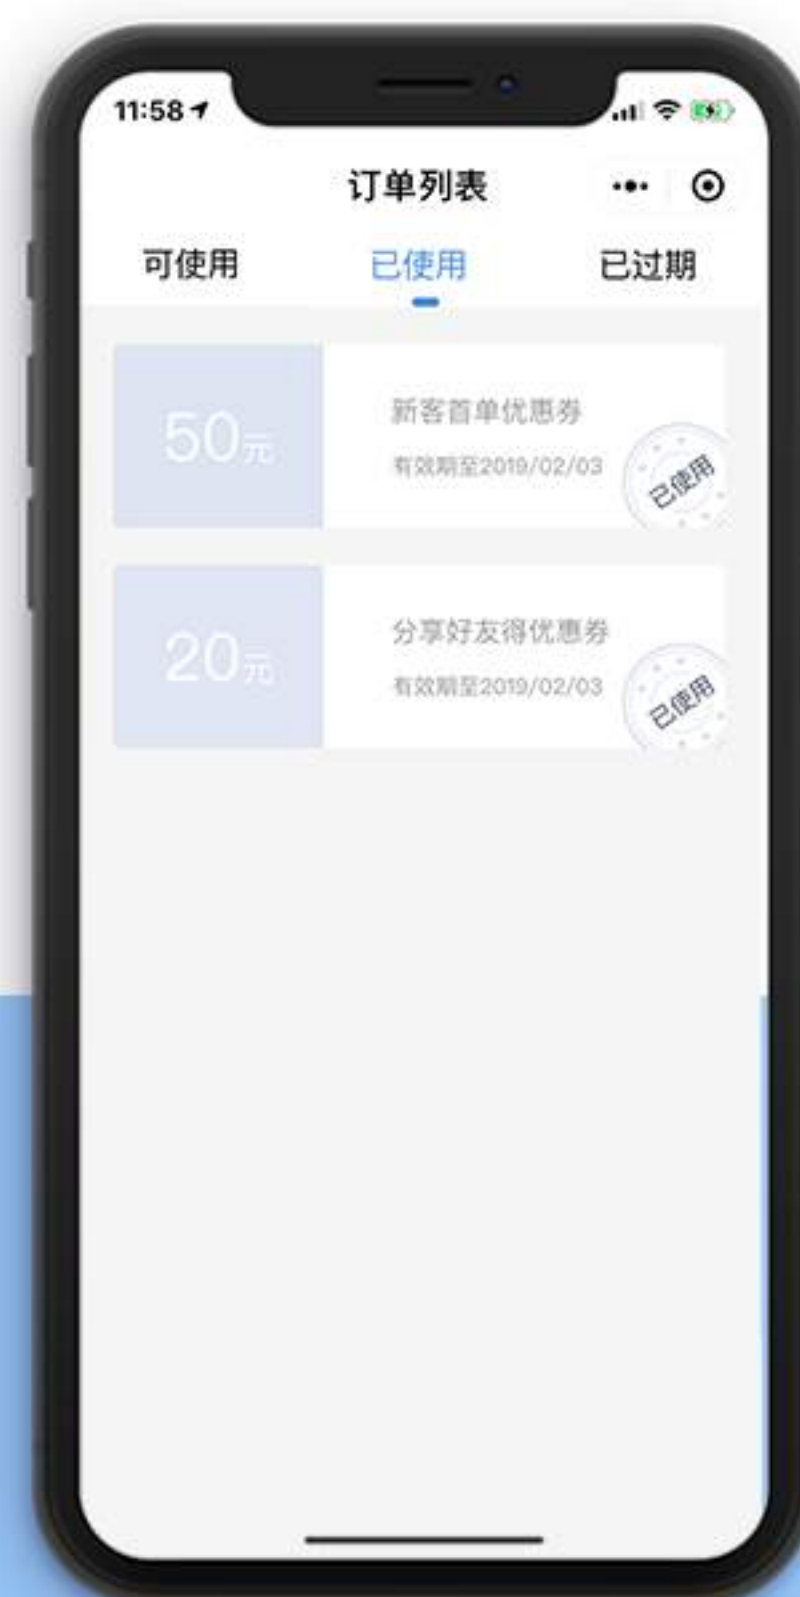 11:58
订单列表
可使用 已使用 已过期
50元
新客首单优惠券
有效期至2019/02/03
已使用
20元
分享好友得优惠券
有效期至2019/02/03
已使用